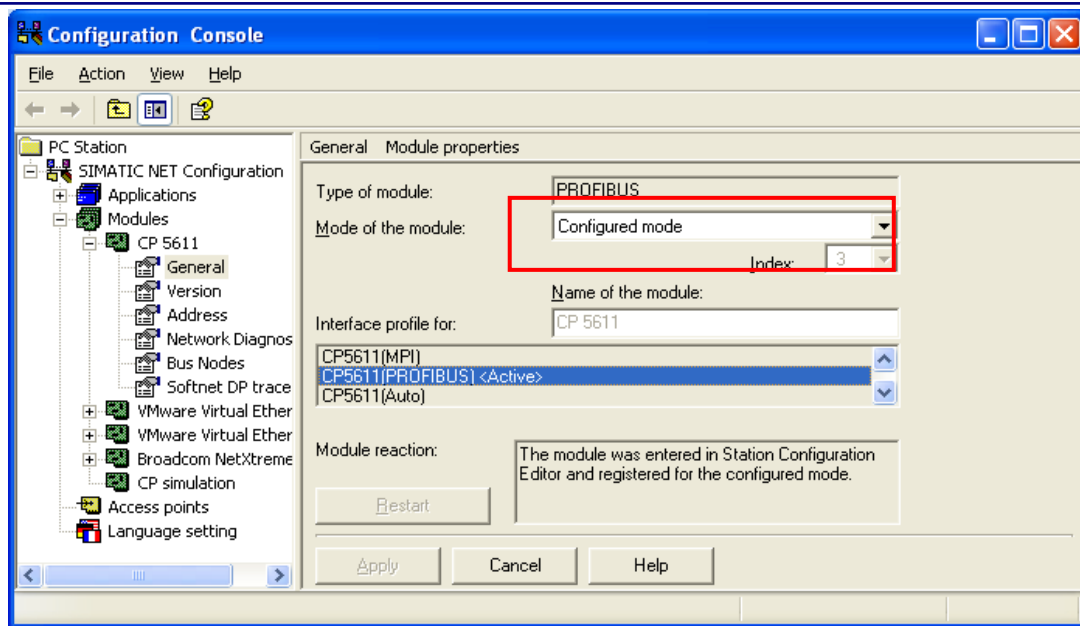 Configuration Console
File Action View Help
PC Station
SIMATIC NET Configuration
Applications
Modules
CP 5611
General
Version
Address
Network Diagnos
Bus Nodes
Softnet DP trace
VMware Virtual Ether
VMware Virtual Ether
Broadcom NetXtreme
CP simulation
Access points
Language setting
General Module properties
Type of module: PROFIBUS
Mode of the module: Configured mode
Index: 3
Name of the module:
Interface profile for: CP 5611
CP5611(MPI)
CP5611(PROFIBUS) <Active>
CP5611(Auto)
Module reaction: The module was entered in Station Configuration
Editor and registered for the configured mode.
Restart
Apply Cancel Help